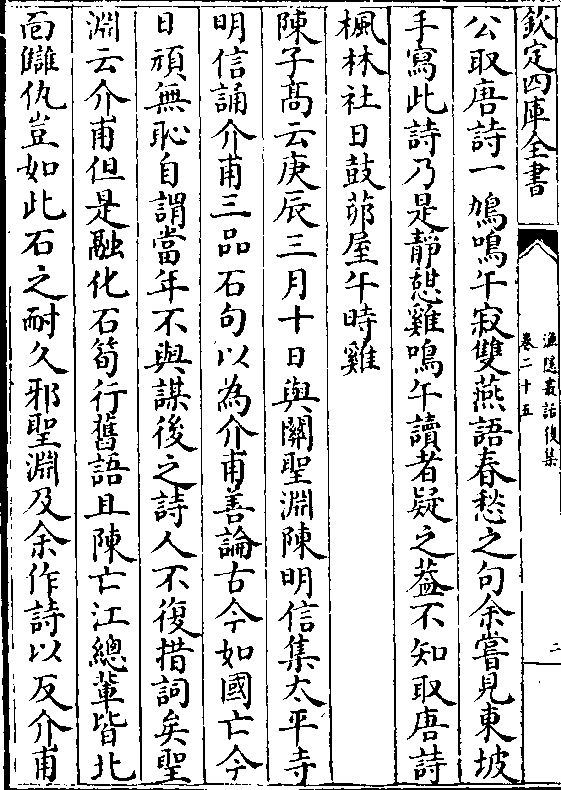 欽定四庫全書
漁隱叢話後集
卷二十五
二
公取唐詩一鳩鳴午寂雙燕語春愁之句余嘗見東坡
手寫此詩乃是靜憩雞鳴午讀者疑之葢不知取唐詩
楓林社日鼓茆屋午時雞
陳子髙云庚辰三月十日與關聖淵陳明信集太平寺
明信誦介甫三品石句以為介甫善論古今如國亡今
日頑無恥自謂當年不與謀後之詩人不復措詞矣聖
淵云介甫但是融化石筍行舊語且陳亡江總輩皆北
靣讎仇豈如此石之耐久邪聖淵及余作詩以反介甫